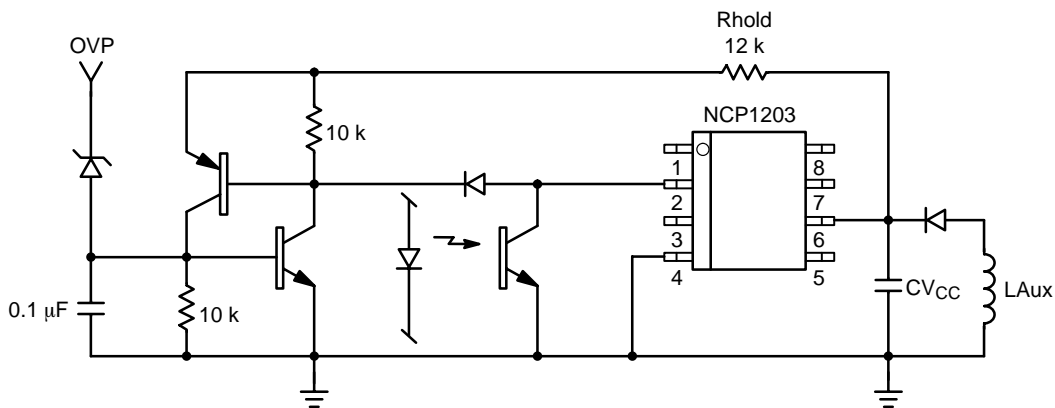 Rhold
12 k
OVP
NCP1203
10 k
1
8
2
7
3
6
4
5
0.1 μF
10 k
CVCC
LAux